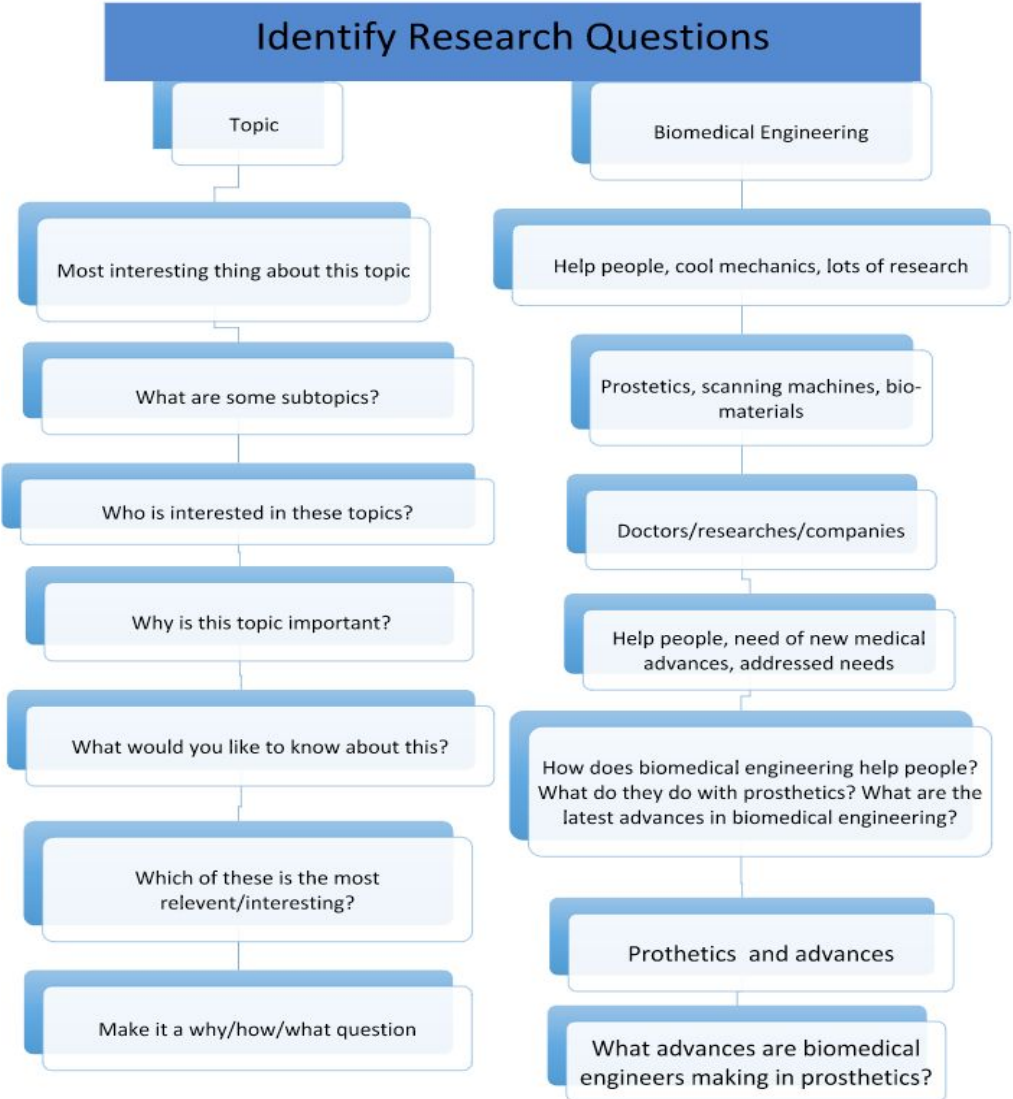 Identify Research Questions
Topic
Most interesting thing about this topic
What are some subtopics?
Who is interested in these topics?
Why is this topic important?
What would you like to know about this?
Which of these is the most
relevent/interesting?
Make it a why/how/what question
Biomedical Engineering
Help people, cool mechanics, lots of research
Prostetics, scanning machines, bio-
materials
Doctors/researches/companies
Help people, need of new medical
advances, addressed needs
How does biomedical engineering help people?
What do they do with prosthetics? What are the
latest advances in biomedical engineering?
Prothetics and advances
What advances are biomedical
engineers making in prosthetics?